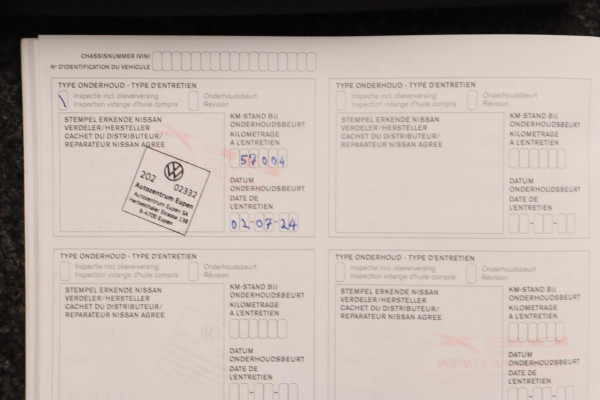 CHASSISNUMMER (VIN)
N° D'IDENTIFICATION DU VEHICULE
TYPE ONDERHOUD - TYPE D'ENTRETIEN
Inspectie incl. olieverversing
Inspection vidange d'huile compris
Onderhoudsbeurt
Révision
STEMPEL ERKENDE NISSAN
VERDELER/HERSTELLER
CACHET DU DISTRIBUTEUR/
REPARATEUR NISSAN AGREE
KM-STAND BIJ
ONDERHOUDSBEURT
KILOMETRAGE
A L'ENTRETIEN
57004
202
02332
Autozentrum Eupen
Autozentrum Eupen SA
Herbesthaler Strasse 138
B-4700 Eupen
DATUM
ONDERHOUDSBEURT
DATE DE
L'ENTRETIEN
02-07-24
TYPE ONDERHOUD - TYPE D'ENTRETIEN
Inspectie incl. olieverversing
Inspection vidange d'huile compris
Onderhoudsbeurt
Révision
STEMPEL ERKENDE NISSAN
VERDELER/HERSTELLER
CACHET DU DISTRIBUTEUR/
REPARATEUR NISSAN AGREE
KM-STAND BIJ
ONDERHOUDSBEURT
KILOMETRAGE
A L'ENTRETIEN
DATUM
ONDERHOUDSBEURT
DATE DE
L'ENTRETIEN
TYPE ONDERHOUD - TYPE D'ENTRETIEN
Inspectie incl. olieverversing
Inspection vidange d'huile compris
Onderhoudsbeurt
Révision
STEMPEL ERKENDE NISSAN
VERDELER/HERSTELLER
CACHET DU DISTRIBUTEUR/
REPARATEUR NISSAN AGREE
KM-STAND BIJ
ONDERHOUDSBEURT
KILOMETRAGE
A L'ENTRETIEN
DATUM
ONDERHOUDSBEURT
DATE DE
L'ENTRETIEN
TYPE ONDERHOUD - TYPE D'ENTRETIEN
Inspectie incl. olieverversing
Inspection vidange d'huile compris
Onderhoudsbeurt
Révision
STEMPEL ERKENDE NISSAN
VERDELER/HERSTELLER
CACHET DU DISTRIBUTEUR/
REPARATEUR NISSAN AGREE
KM-STAND BIJ
ONDERHOUDSBEURT
KILOMETRAGE
A L'ENTRETIEN
DATUM
ONDERHOUDSBEURT
DATE DE
L'ENTRETIEN